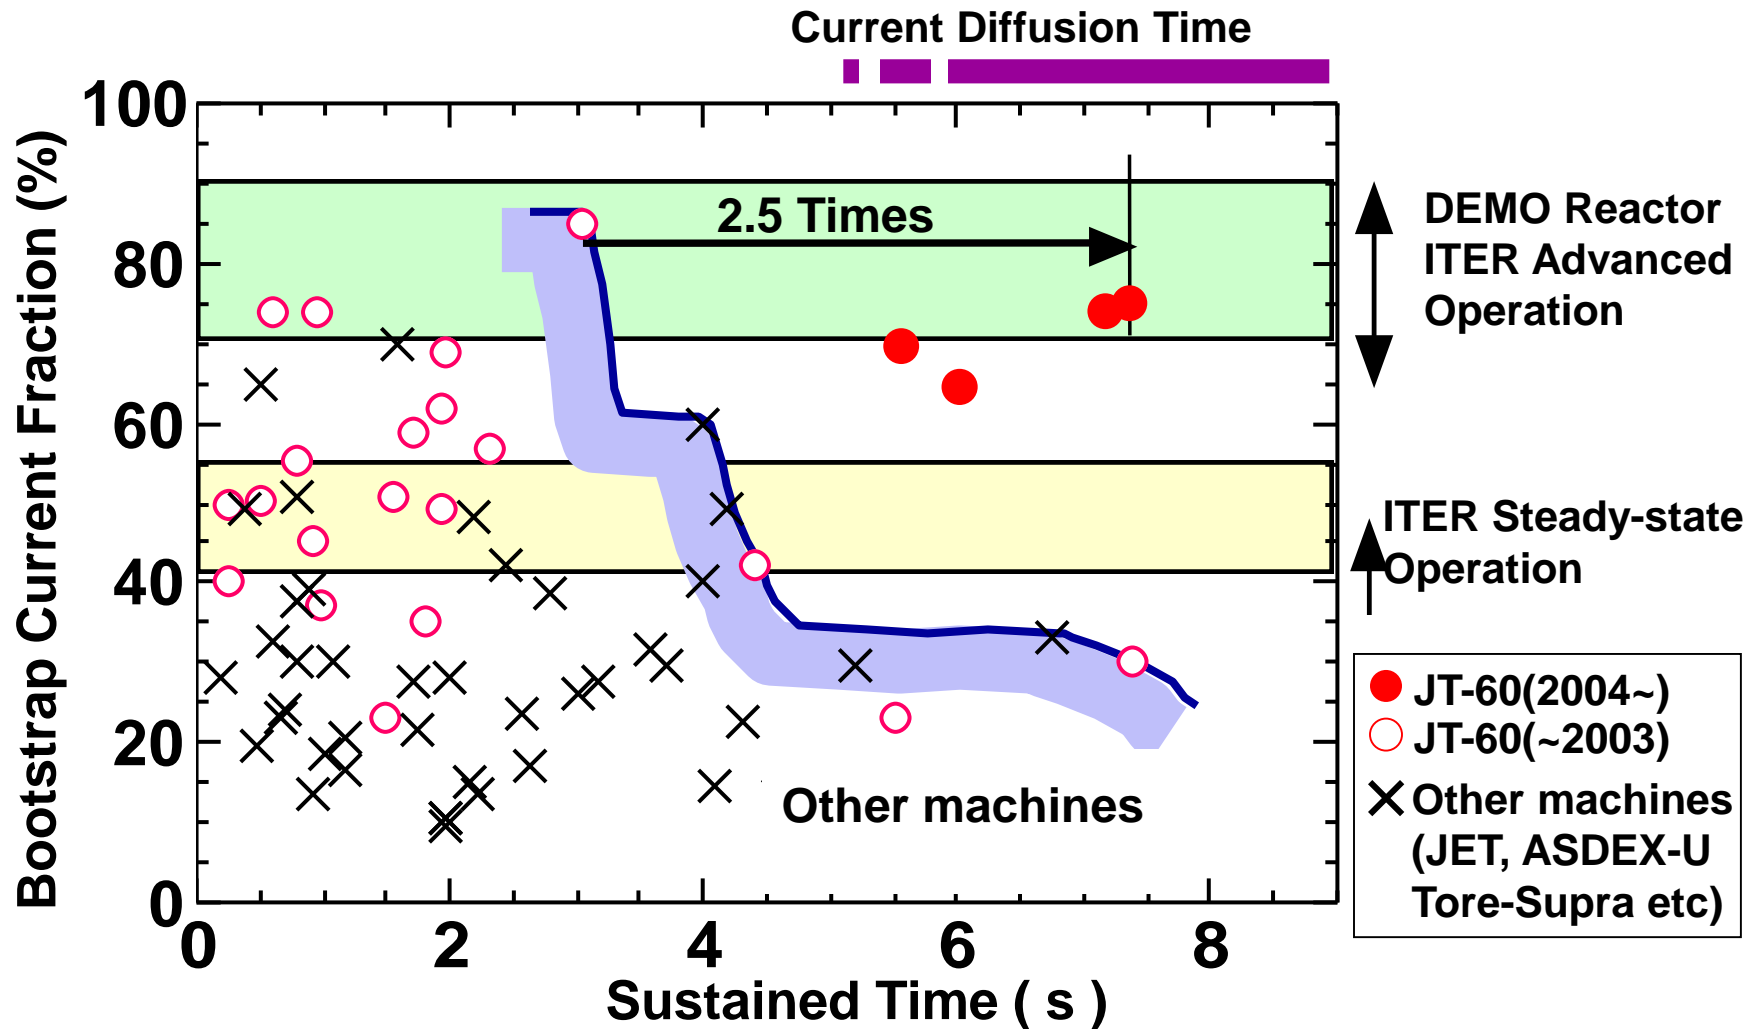 Current Diffusion Time
Bootstrap Current Fraction (%)
100
80
60
40
20
0
0
2
4
6
8
Sustained Time ( s )
2.5 Times
Other machines
DEMO Reactor
ITER Advanced
Operation
ITER Steady-state
Operation
JT-60(2004~)
JT-60(~2003)
Other machines
(JET, ASDEX-U
Tore-Supra etc)